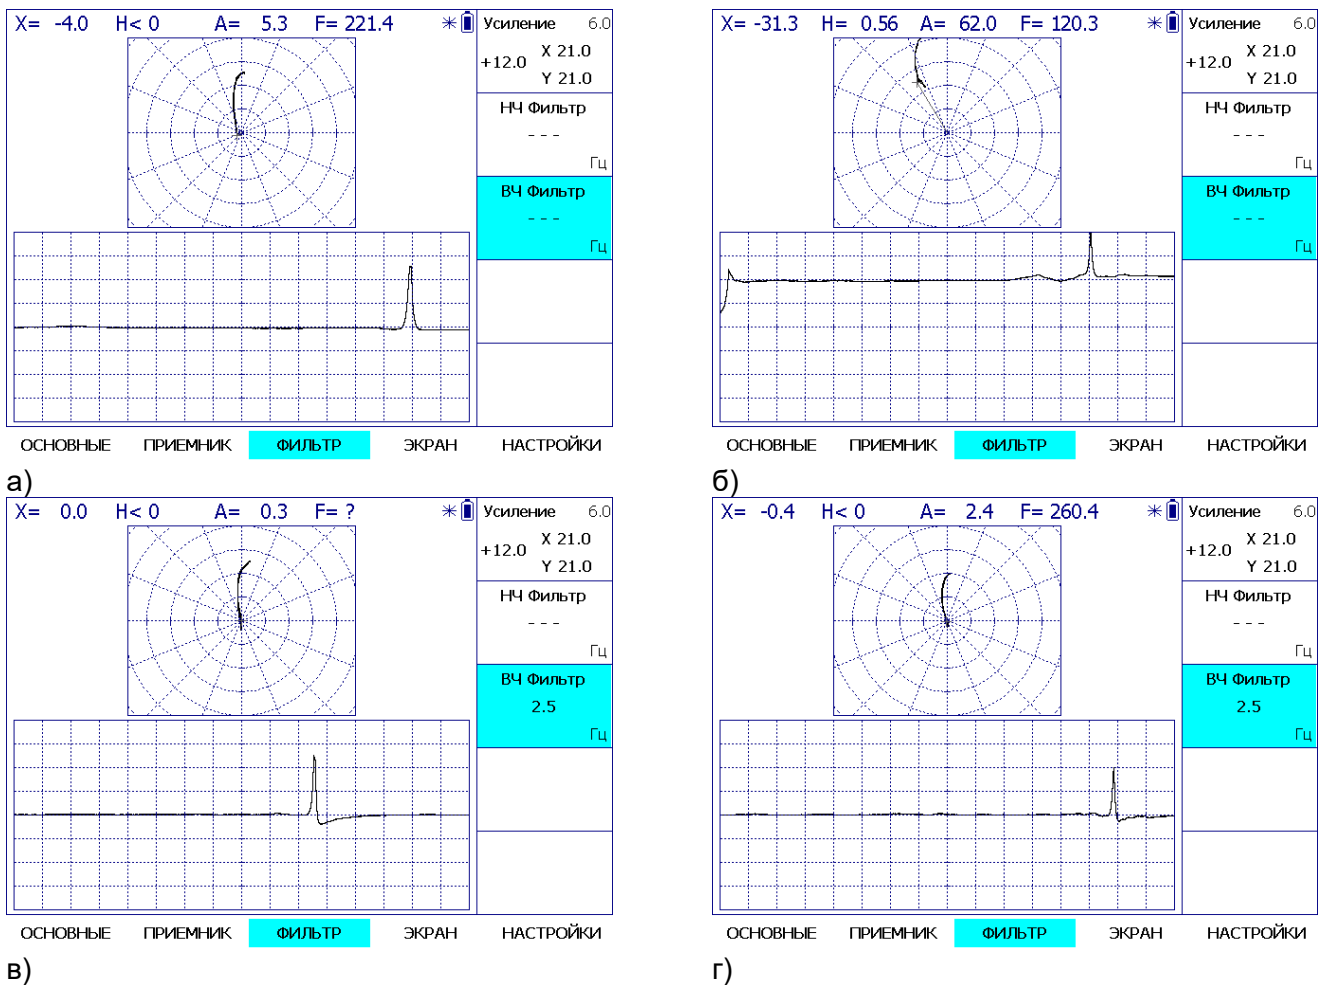 X= -4.0 H< 0 A= 5.3 F= 221.4
Усиление 6.0
+12.0 X 21.0
Y 21.0
НЧ Фильтр
- - -
Гц
ВЧ Фильтр
- - -
Гц
ОСНОВНЫЕ ПРИЕМНИК ФИЛЬТР ЭКРАН НАСТРОЙКИ
а)
X= -31.3 H= 0.56 A= 62.0 F= 120.3
Усиление 6.0
+12.0 X 21.0
Y 21.0
НЧ Фильтр
- - -
Гц
ВЧ Фильтр
- - -
Гц
ОСНОВНЫЕ ПРИЕМНИК ФИЛЬТР ЭКРАН НАСТРОЙКИ
б)
X= 0.0 H< 0 A= 0.3 F= ?
Усиление 6.0
+12.0 X 21.0
Y 21.0
НЧ Фильтр
- - -
Гц
ВЧ Фильтр
2.5
Гц
ОСНОВНЫЕ ПРИЕМНИК ФИЛЬТР ЭКРАН НАСТРОЙКИ
в)
X= -0.4 H< 0 A= 2.4 F= 260.4
Усиление 6.0
+12.0 X 21.0
Y 21.0
НЧ Фильтр
- - -
Гц
ВЧ Фильтр
2.5
Гц
ОСНОВНЫЕ ПРИЕМНИК ФИЛЬТР ЭКРАН НАСТРОЙКИ
г)